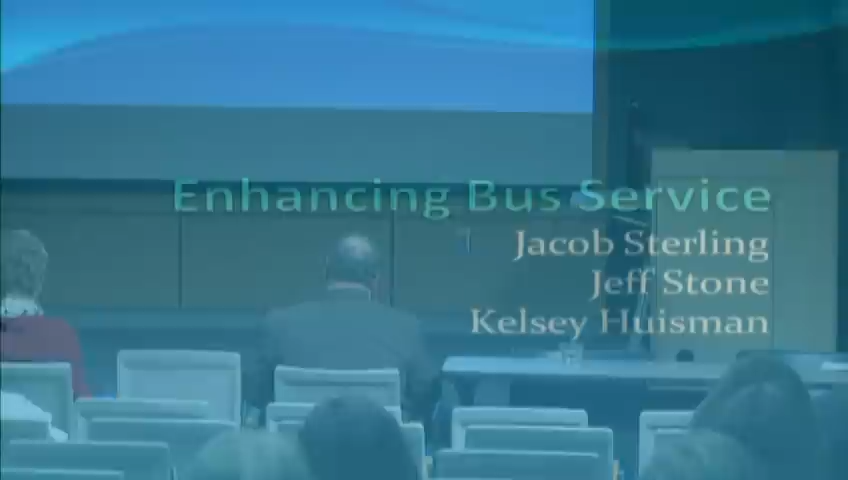 Enhancing Bus Service
Jacob Sterling
Jeff Stone
Kelsey Huisman